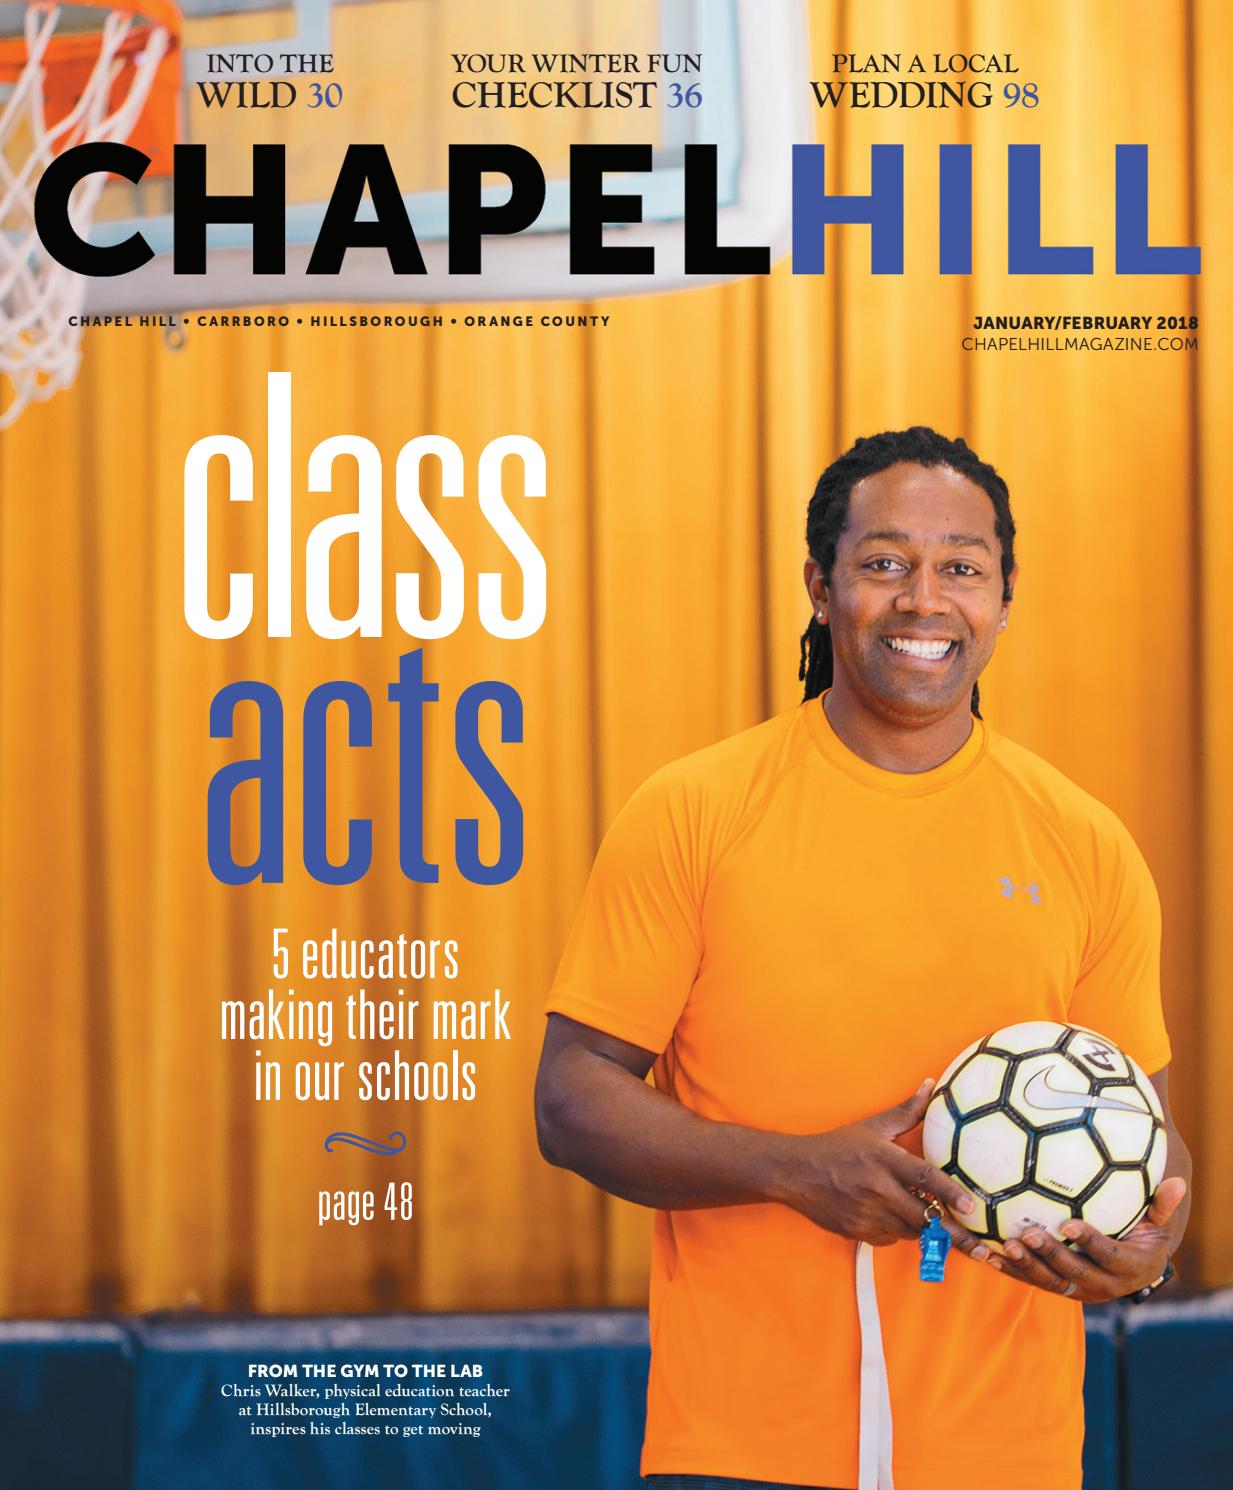 INTO THE
WILD 30
YOUR WINTER FUN
CHECKLIST 36
PLAN A LOCAL
WEDDING 98
CHAPELHILL
CHAPEL HILL • CARRBORO • HILLSBOROUGH • ORANGE COUNTY
JANUARY/FEBRUARY 2018
CHAPELHILLMAGAZINE.COM
class
acts
5 educators
making their mark
in our schools
page 48
FROM THE GYM TO THE LAB
Chris Walker, physical education teacher
at Hillsborough Elementary School,
inspires his classes to get moving